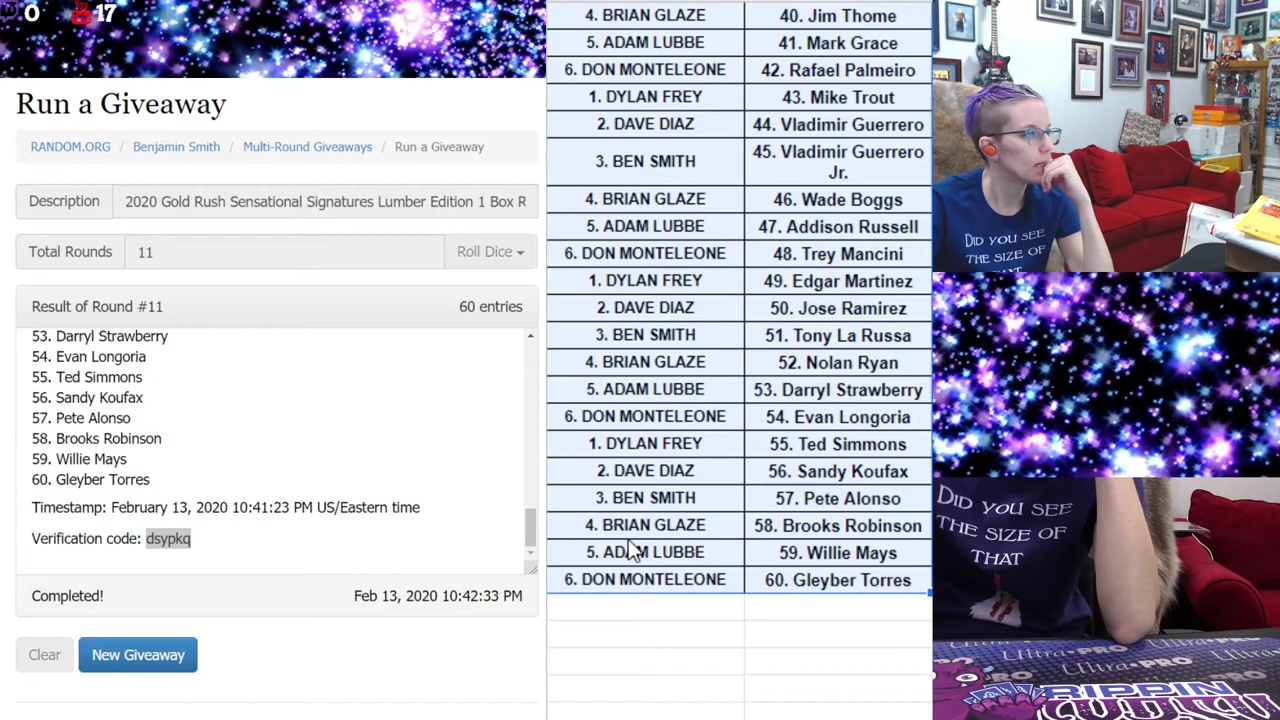 0 17
Run a Giveaway
RANDOM.ORG / Benjamin Smith / Multi-Round Giveaways / Run a Giveaway
Description 2020 Gold Rush Sensational Signatures Lumber Edition 1 Box R
Total Rounds 11 Roll Dice
Result of Round #11 60 entries
53. Darryl Strawberry
54. Evan Longoria
55. Ted Simmons
56. Sandy Koufax
57. Pete Alonso
58. Brooks Robinson
59. Willie Mays
60. Gleyber Torres
Timestamp: February 13, 2020 10:41:23 PM US/Eastern time
Verification code: dsypkq
Completed! Feb 13, 2020 10:42:33 PM
Clear New Giveaway
4. BRIAN GLAZE 40. Jim Thome
5. ADAM LUBBE 41. Mark Grace
6. DON MONTELEONE 42. Rafael Palmeiro
1. DYLAN FREY 43. Mike Trout
2. DAVE DIAZ 44. Vladimir Guerrero
3. BEN SMITH 45. Vladimir Guerrero
Jr.
4. BRIAN GLAZE 46. Wade Boggs
5. ADAM LUBBE 47. Addison Russell
6. DON MONTELEONE 48. Trey Mancini
1. DYLAN FREY 49. Edgar Martinez
2. DAVE DIAZ 50. Jose Ramirez
3. BEN SMITH 51. Tony La Russa
4. BRIAN GLAZE 52. Nolan Ryan
5. ADAM LUBBE 53. Darryl Strawberry
6. DON MONTELEONE 54. Evan Longoria
1. DYLAN FREY 55. Ted Simmons
2. DAVE DIAZ 56. Sandy Koufax
3. BEN SMITH 57. Pete Alonso
4. BRIAN GLAZE 58. Brooks Robinson
5. ADAM LUBBE 59. Willie Mays
6. DON MONTELEONE 60. Gleyber Torres
DID YOU SEE
THE SIZE OF
THAT
DID YOU SEE
THE SIZE OF
THAT
Ultra•PRO
Ultra•PRO
RIPPIN